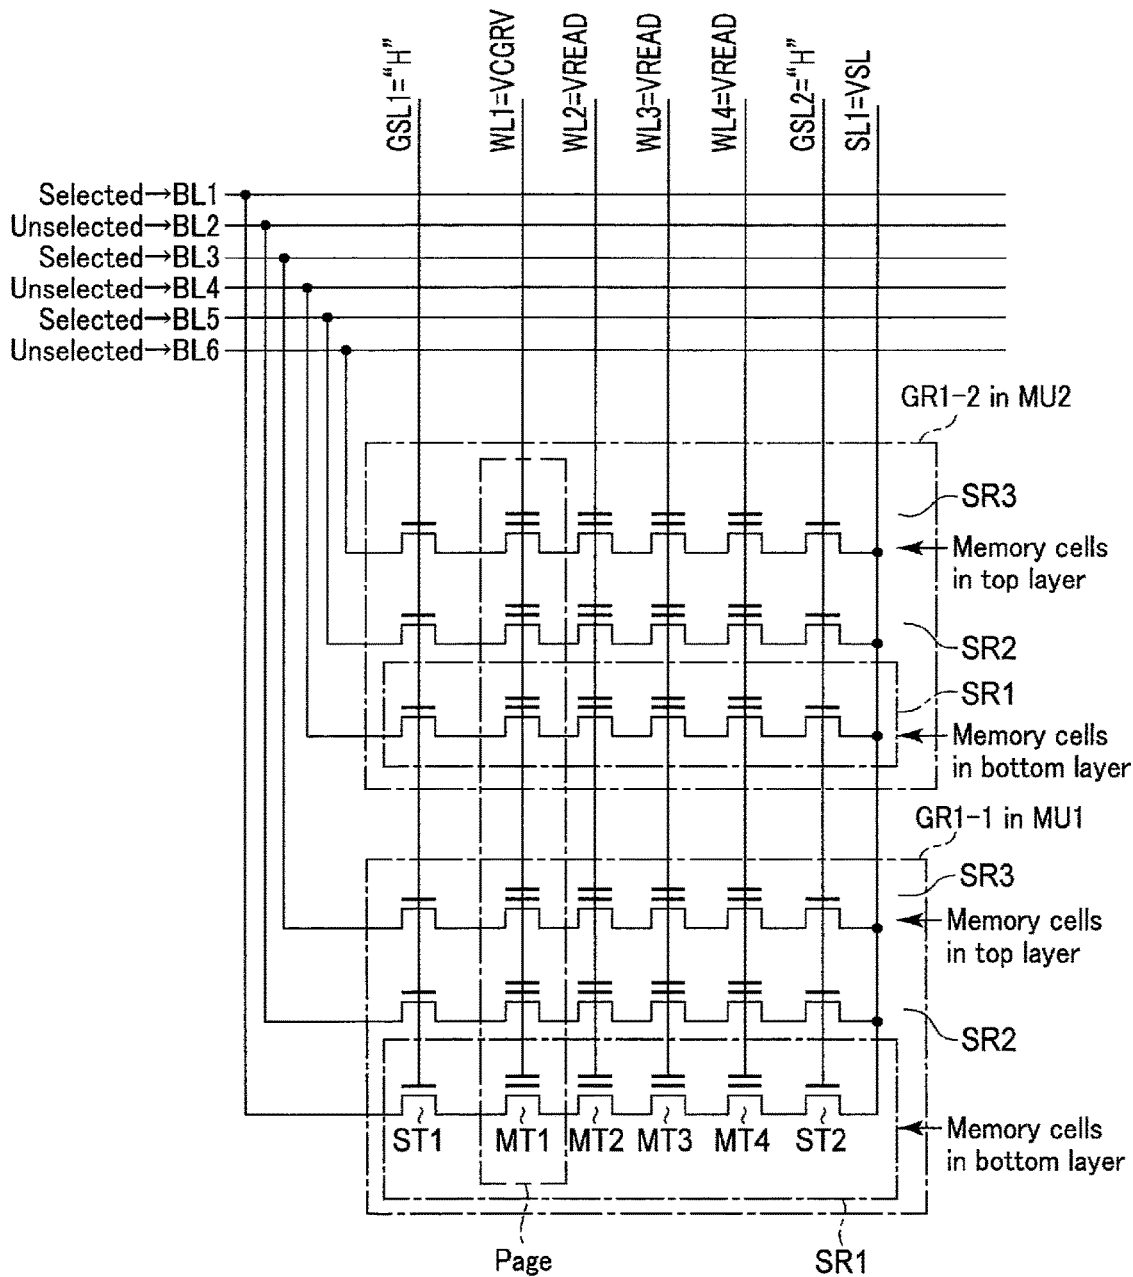 GSL1="H"
WL1=VCGRV
WL2=VREAD
WL3=VREAD
WL4=VREAD
GSL2="H"
SL1=VSL
Selected→BL1
Unselected→BL2
Selected→BL3
Unselected→BL4
Selected→BL5
Unselected→BL6
GR1-2 in MU2
SR3
Memory cells
in top layer
SR2
SR1
Memory cells
in bottom layer
GR1-1 in MU1
SR3
Memory cells
in top layer
SR2
ST1
MT1
MT2
MT3
MT4
ST2
Memory cells
in bottom layer
Page
SR1